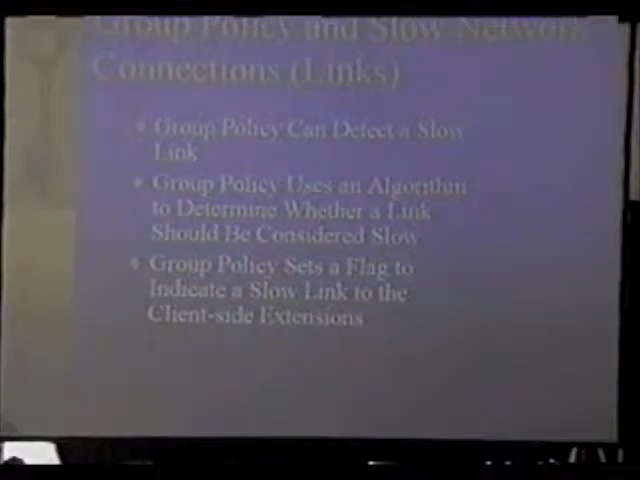 Group Policy and Slow Network
Connections (Links)
Group Policy Can Detect a Slow
Link
Group Policy Uses an Algorithm
to Determine Whether a Link
Should Be Considered Slow
Group Policy Sets a Flag to
Indicate a Slow Link to the
Client-side Extensions